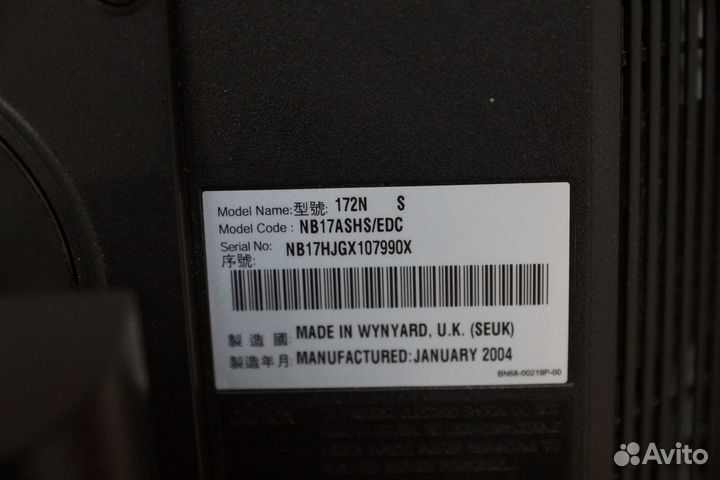 Model Name:型號: 172N S
Model Code : NB17ASHS/EDC
Serial No: NB17HJGX107990X
序號:
製造 國: MADE IN WYNYARD, U.K. (SEUK)
製造年月: MANUFACTURED:JANUARY 2004
BN68-00219P-00
CAUTION
Avito